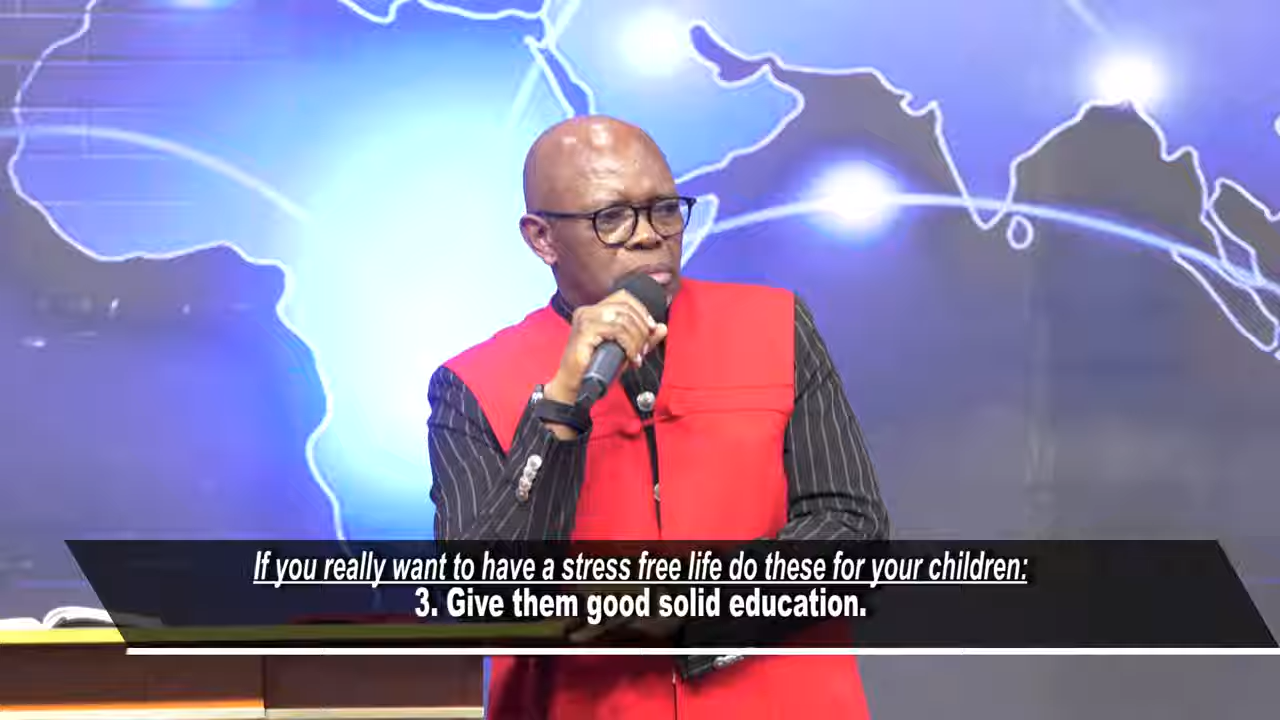 If you really want to have a stress free life do these for your children:
3. Give them good solid education.